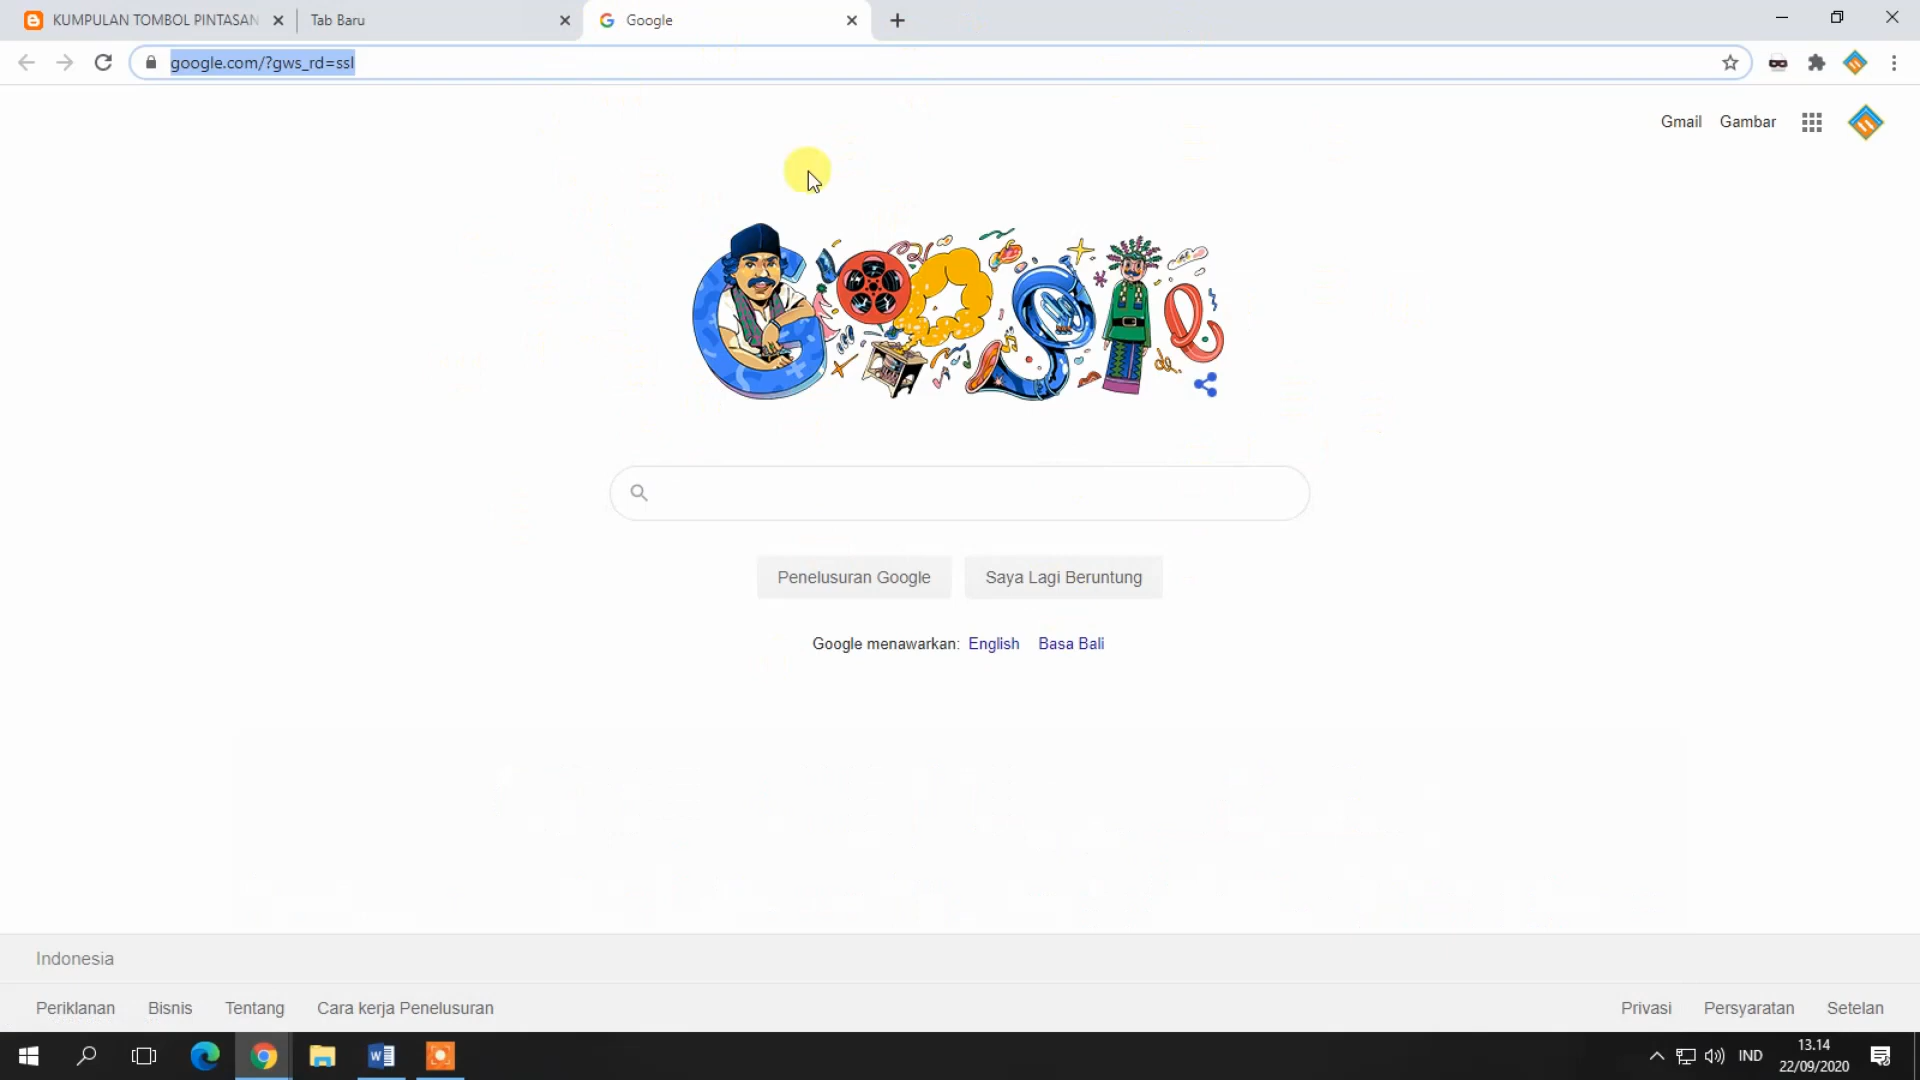 KUMPULAN TOMBOL PINTASAN
Tab Baru
Google
google.com/?gws_rd=ssl
Gmail
Gambar
Penelusuran Google
Saya Lagi Beruntung
Google menawarkan: English Basa Bali
Indonesia
Periklanan
Bisnis
Tentang
Cara kerja Penelusuran
Privasi
Persyaratan
Setelan
IND
13.14
22/09/2020